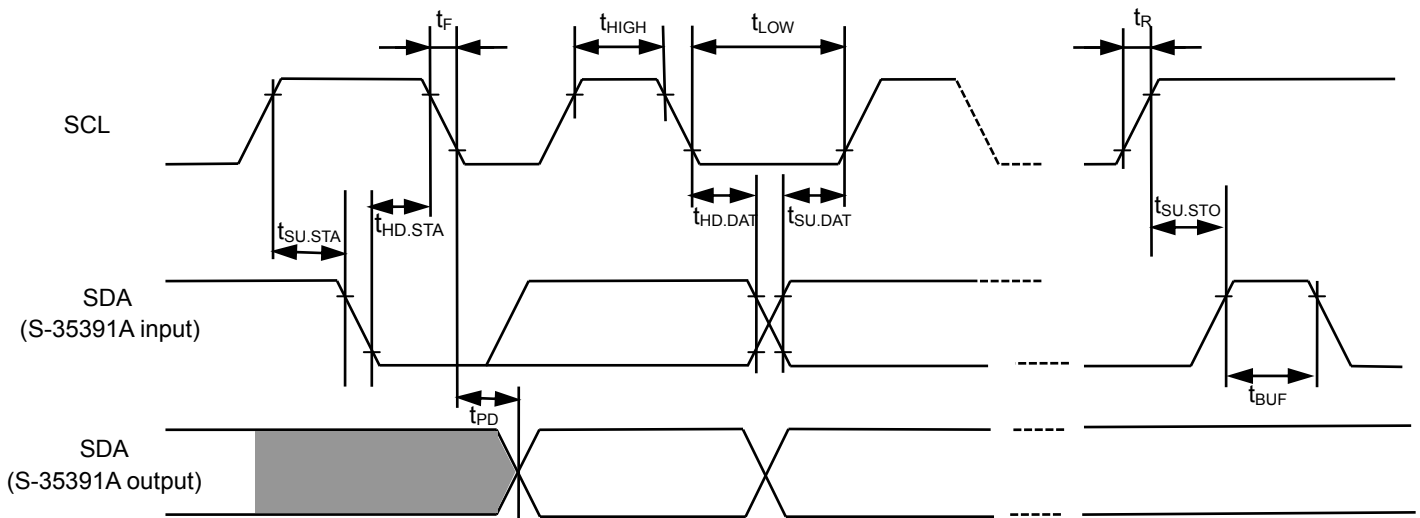 tF
tHIGH
tLOW
tR
SCL
tSU.STA
tHD.STA
tHD.DAT
tSU.DAT
tSU.STO
SDA
(S-35391A input)
tBUF
tPD
SDA
(S-35391A output)